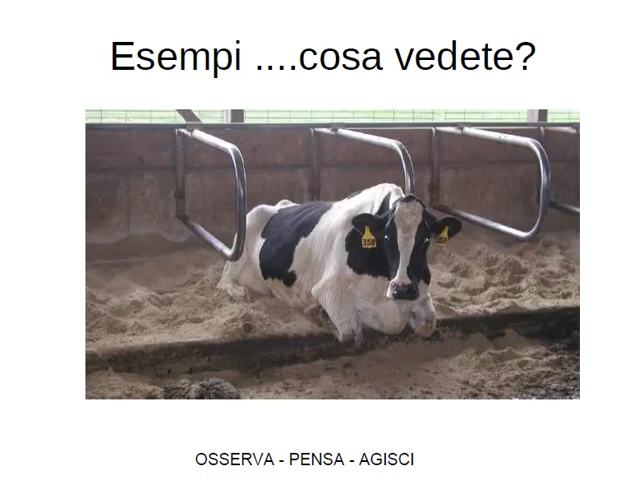 Esempi ....cosa vedete?
OSSERVA - PENSA - AGISCI